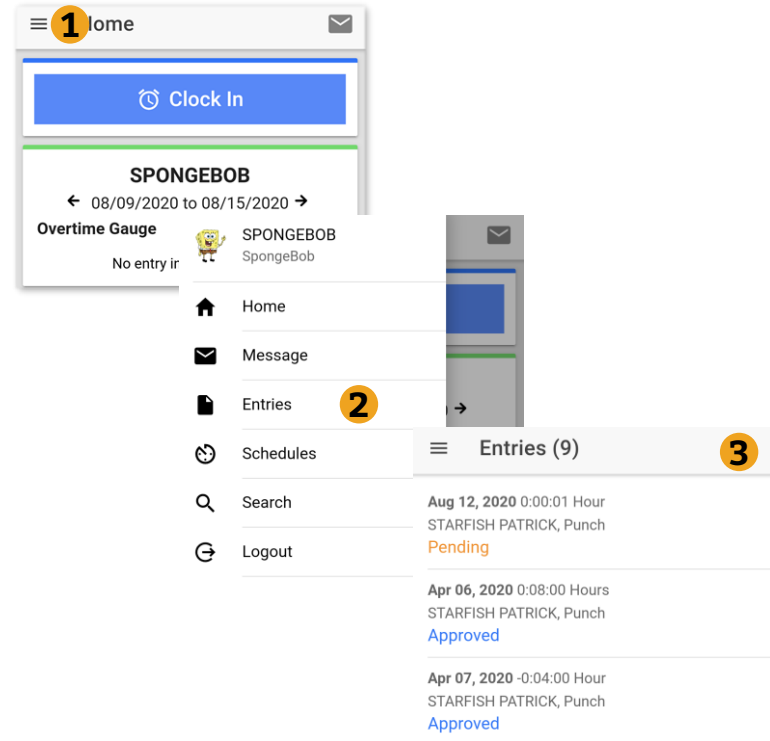 1
ome
Clock In
SPONGEBOB
08/09/2020 to 08/15/2020
Overtime Gauge
No entry in
SPONGEBOB
SpongeBob
Home
Message
Entries
2
Schedules
Search
Logout
Entries (9)
3
Aug 12, 2020 0:00:01 Hour
STARFISH PATRICK, Punch
Pending
Apr 06, 2020 0:08:00 Hours
STARFISH PATRICK, Punch
Approved
Apr 07, 2020 -0:04:00 Hour
STARFISH PATRICK, Punch
Approved